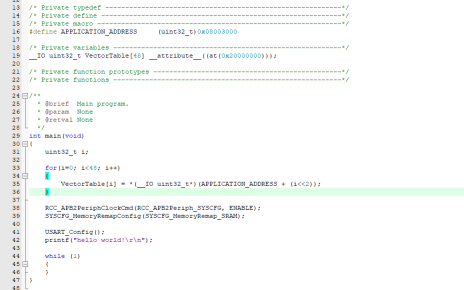 13 /* Private typedef -----------------------------------------------------------*/
14 /* Private define ------------------------------------------------------------*/
15 /* Private macro -------------------------------------------------------------*/
16 #define APPLICATION_ADDRESS (uint32_t)0x08003000
17
18 /* Private variables ---------------------------------------------------------*/
19 __IO uint32_t VectorTable[48] __attribute__((at(0x20000000)));
20
21 /* Private function prototypes -----------------------------------------------*/
22 /* Private functions ---------------------------------------------------------*/
23
24 /**
25 * @brief Main program.
26 * @param None
27 * @retval None
28 */
29 int main(void)
30 {
31 uint32_t i;
32
33 for(i=0; i<48; i++)
34 {
35 VectorTable[i] = *(__IO uint32_t*)(APPLICATION_ADDRESS + (i<<2));
36 }
37
38 RCC_APB2PeriphClockCmd(RCC_APB2Periph_SYSCFG, ENABLE);
39 SYSCFG_MemoryRemapConfig(SYSCFG_MemoryRemap_SRAM);
40
41 USART_Config();
42 printf("hello world!\r\n");
43
44 while (1)
45 {
46 }
47 }
48